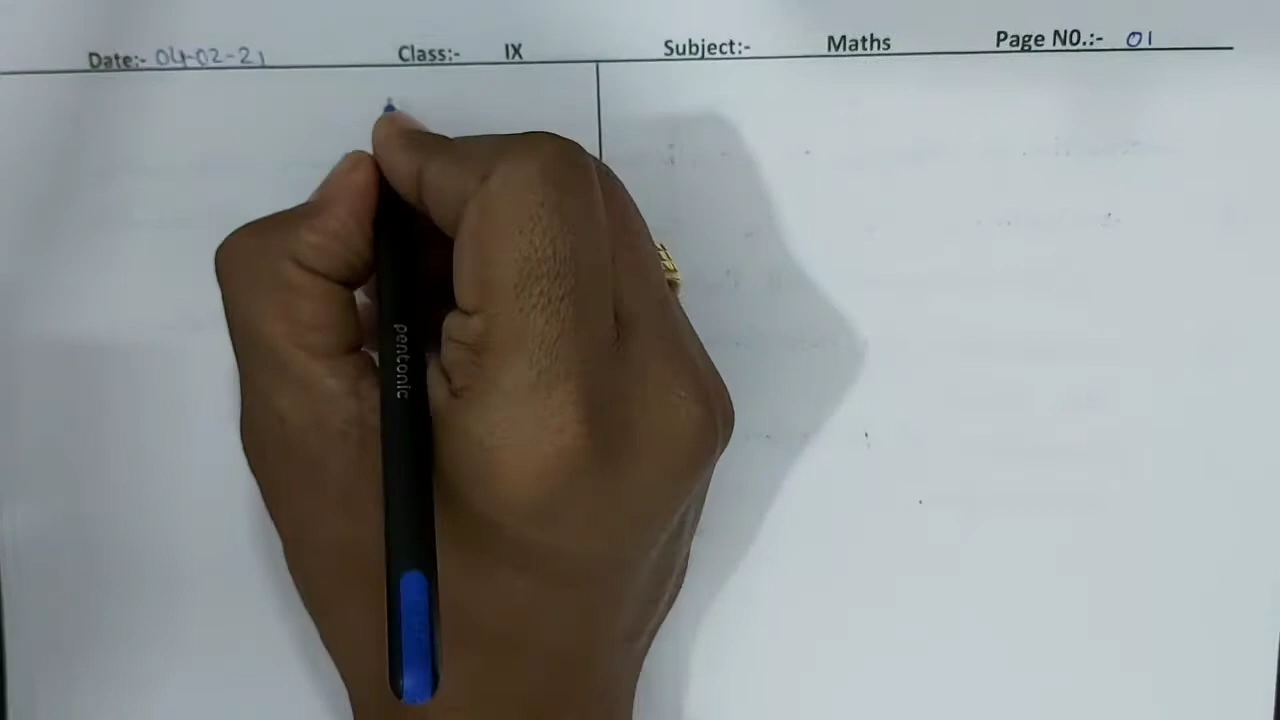 Date:- 04-02-21 Class:- IX Subject:- Maths Page NO.:- 01
pentonic